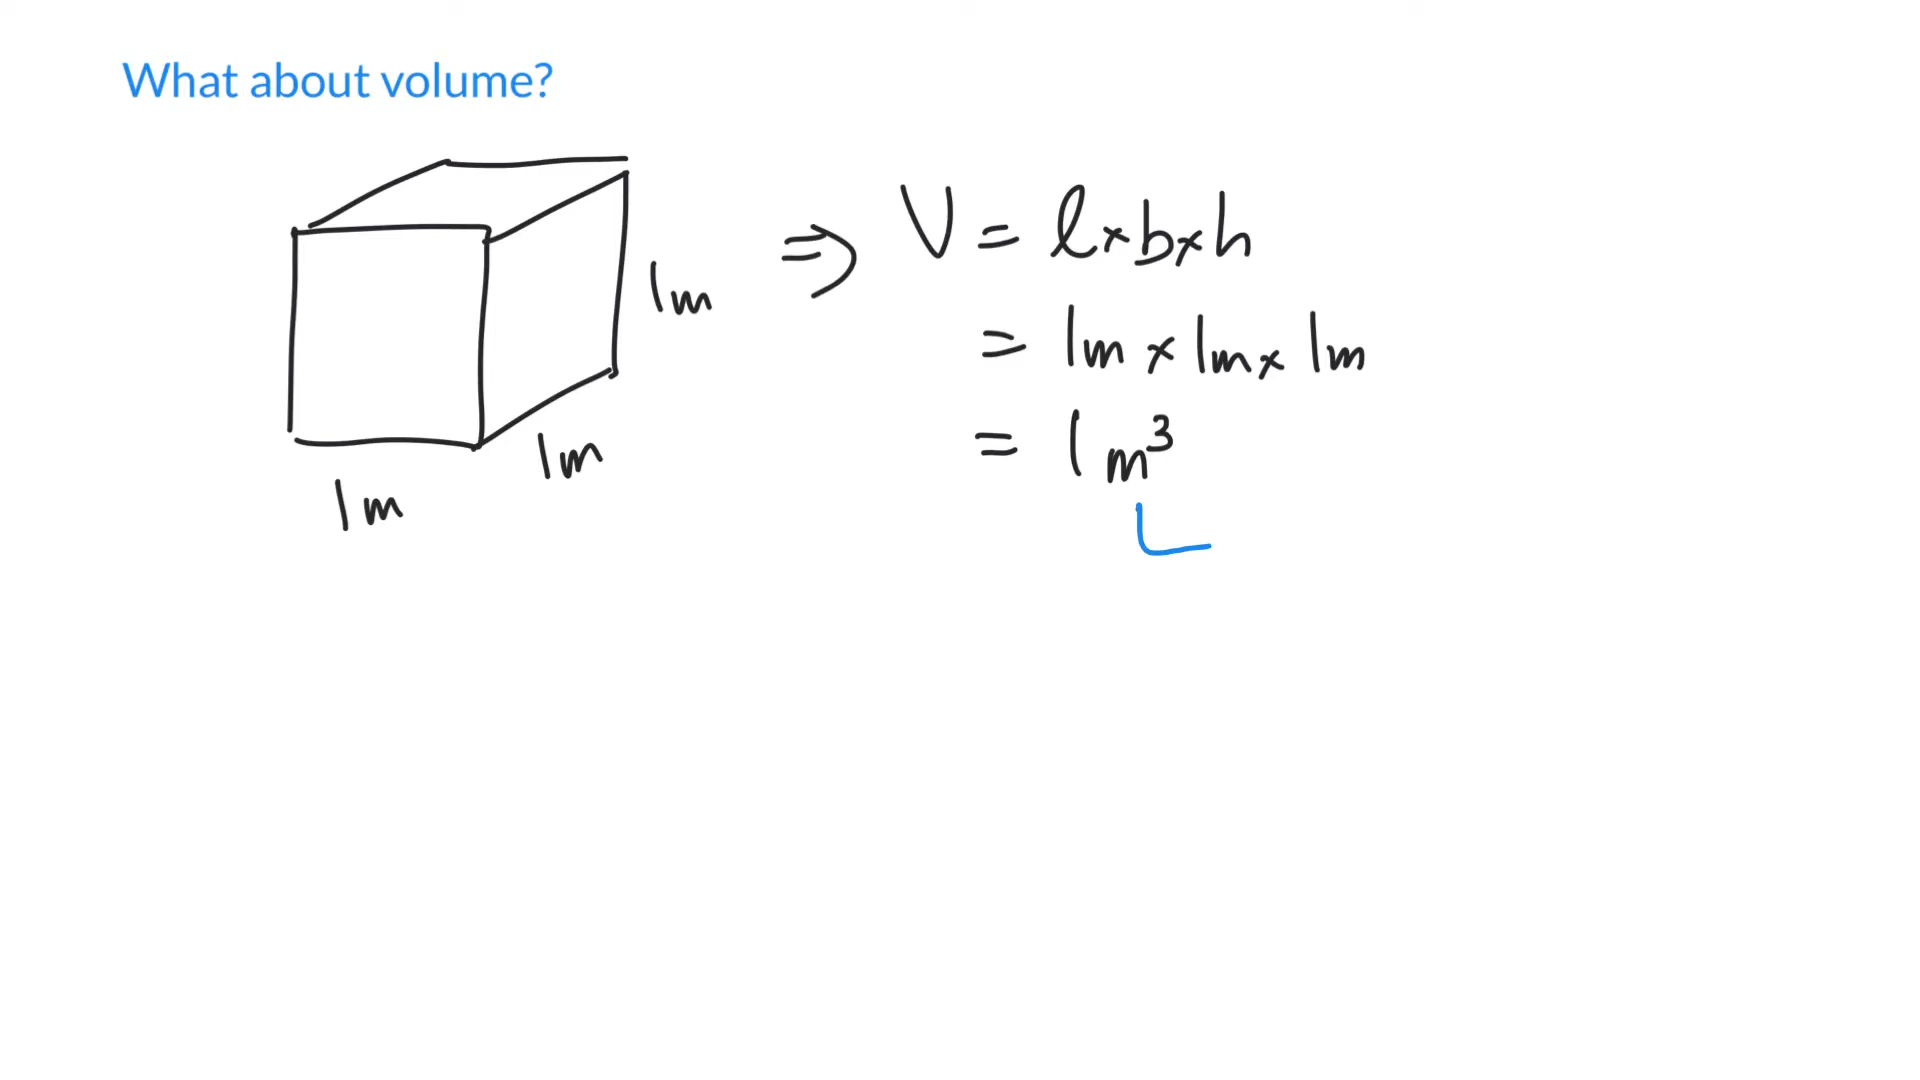 What about volume?
1m
1m
1m
⇒ V = l×b×h
= 1m × 1m × 1m
= 1 m³